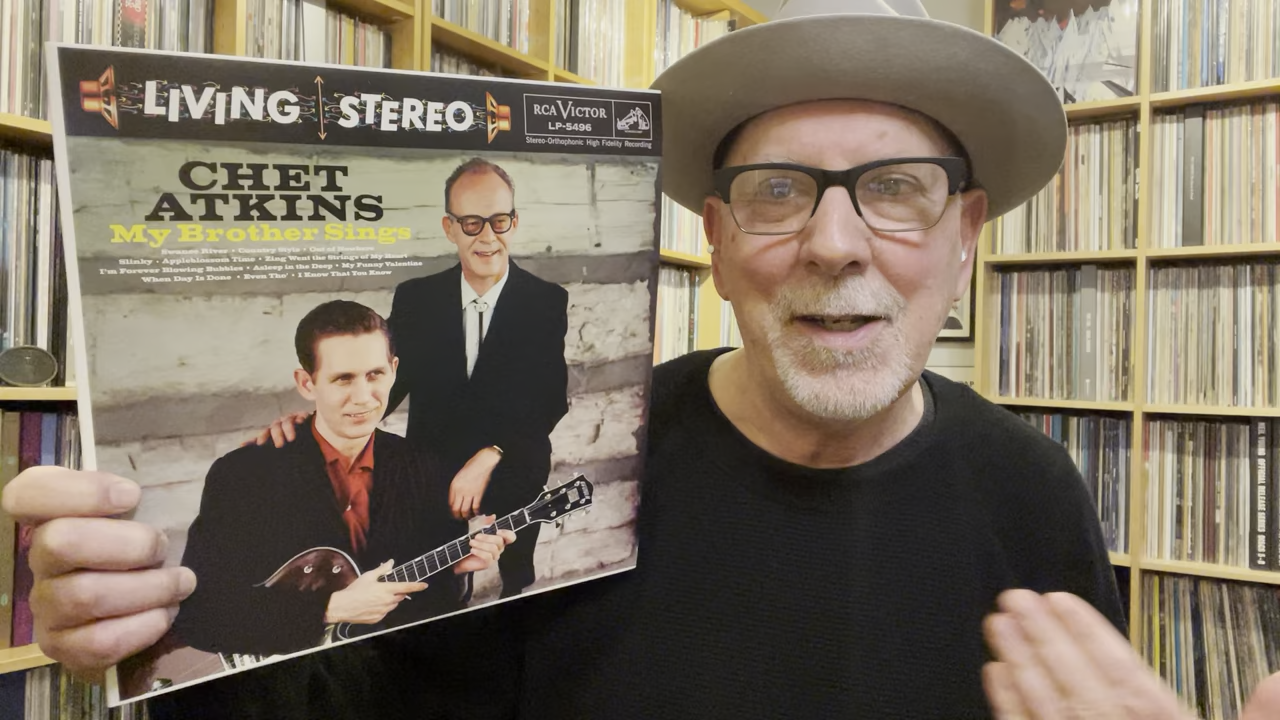 LIVING STEREO
RCA VICTOR
LP-5496
Stereo-Orthophonic High Fidelity Recording
CHET
ATKINS
My Brother Sings
Swanee River • Country Style • Out of Nowhere
Slinky • Appleblossom Time • Zing Went the Strings of My Heart
I'm Forever Blowing Bubbles • Asleep in the Deep • My Funny Valentine
When Day Is Done • Even Tho' • I Know That You Know